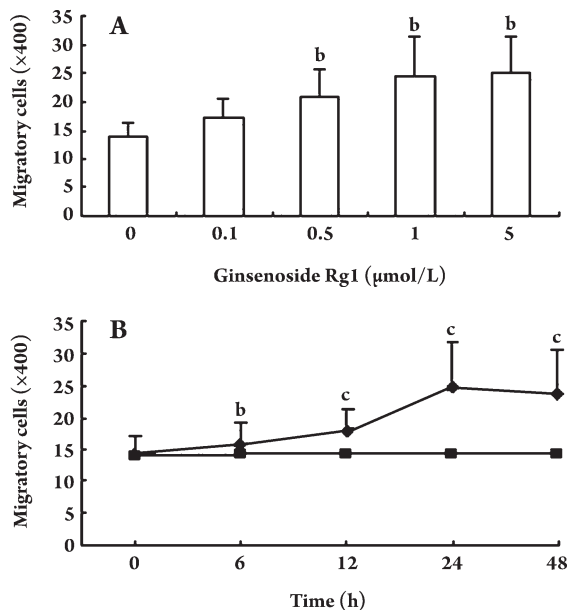 A
Migratory cells (×400)
35
30
25
20
15
10
5
0
b
b
b
0 0.1 0.5 1 5
Ginsenoside Rg1 (µmol/L)
B
Migratory cells (×400)
35
30
25
20
15
10
5
0
b
c
c
c
0 6 12 24 48
Time (h)